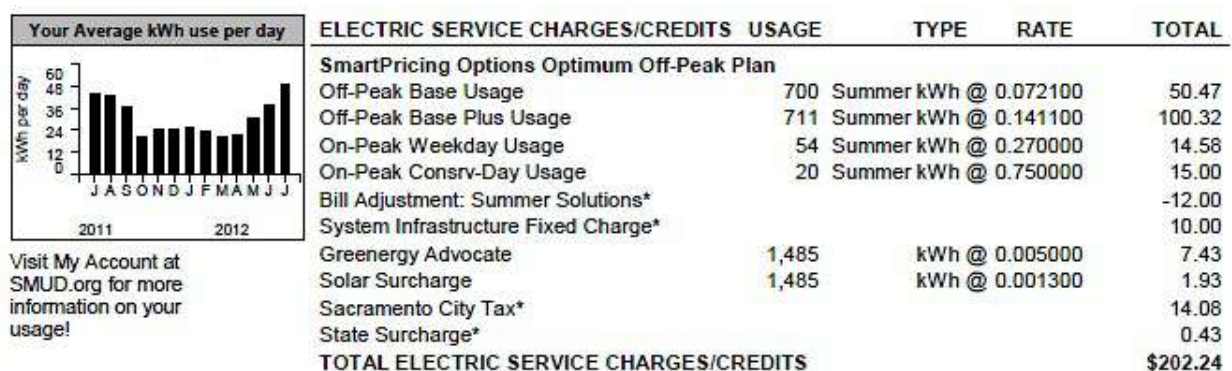 Your Average kWh use per day
kWh per day
60
48
36
24
12
0
J A S O N D J F M A M J J
2011 2012
Visit My Account at
SMUD.org for more
information on your
usage!
ELECTRIC SERVICE CHARGES/CREDITS USAGE TYPE RATE TOTAL
SmartPricing Options Optimum Off-Peak Plan
Off-Peak Base Usage 700 Summer kWh @ 0.072100 50.47
Off-Peak Base Plus Usage 711 Summer kWh @ 0.141100 100.32
On-Peak Weekday Usage 54 Summer kWh @ 0.270000 14.58
On-Peak Consrv-Day Usage 20 Summer kWh @ 0.750000 15.00
Bill Adjustment: Summer Solutions* -12.00
System Infrastructure Fixed Charge* 10.00
Greenergy Advocate 1,485 kWh @ 0.005000 7.43
Solar Surcharge 1,485 kWh @ 0.001300 1.93
Sacramento City Tax* 14.08
State Surcharge* 0.43
TOTAL ELECTRIC SERVICE CHARGES/CREDITS $202.24